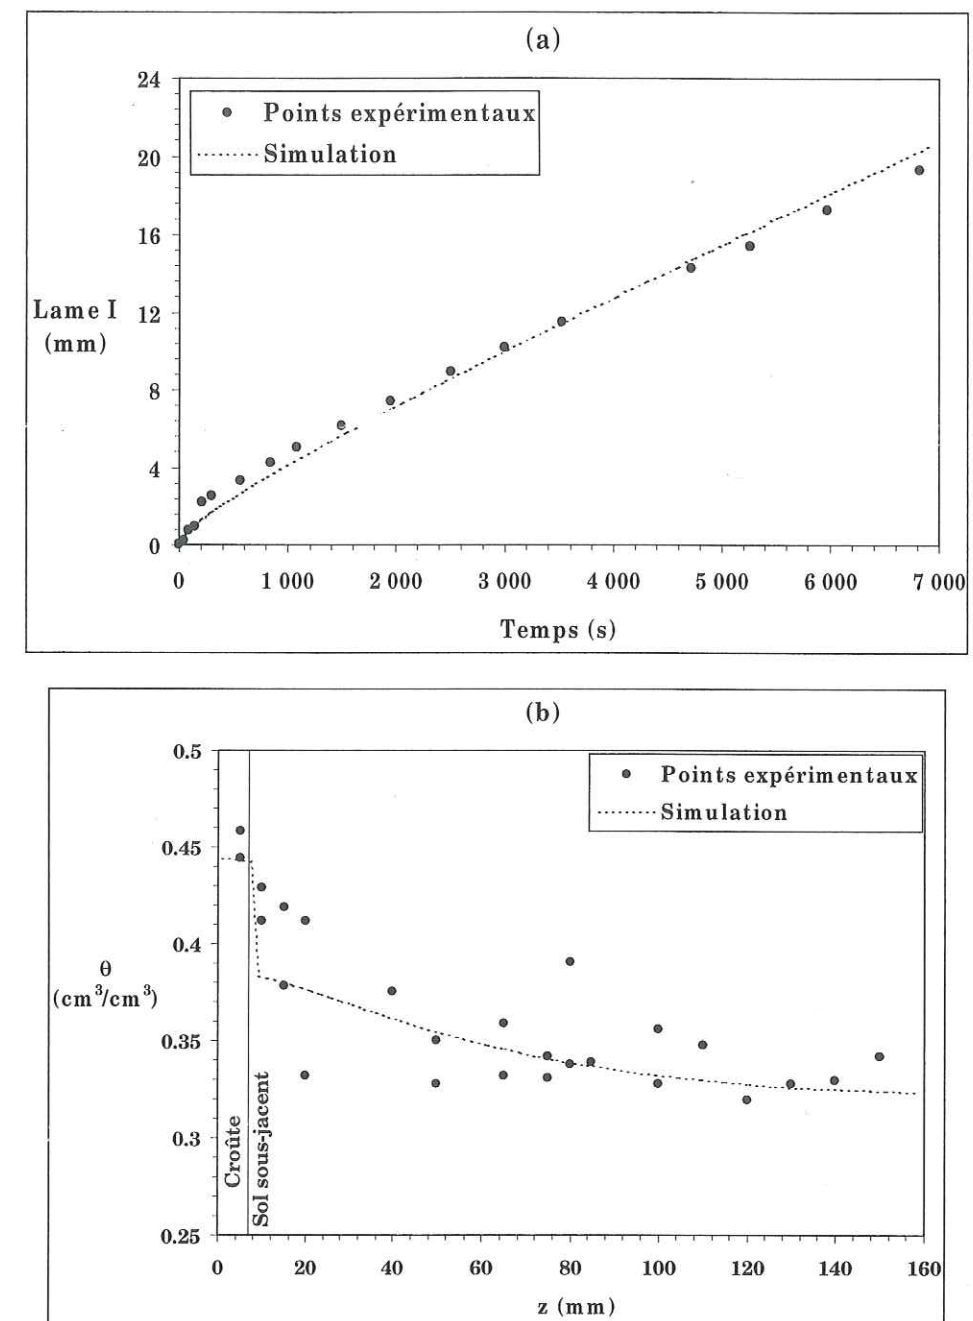 (a)
24
20
16
12
8
4
0
Lame I
(mm)
Points expérimentaux
Simulation
0 1 000 2 000 3 000 4 000 5 000 6 000 7 000
Temps (s)
(b)
0.5
0.45
0.4
0.35
0.3
0.25
θ
(cm³/cm³)
Points expérimentaux
Simulation
Croûte
Sol sous-jacent
0 20 40 60 80 100 120 140 160
z (mm)